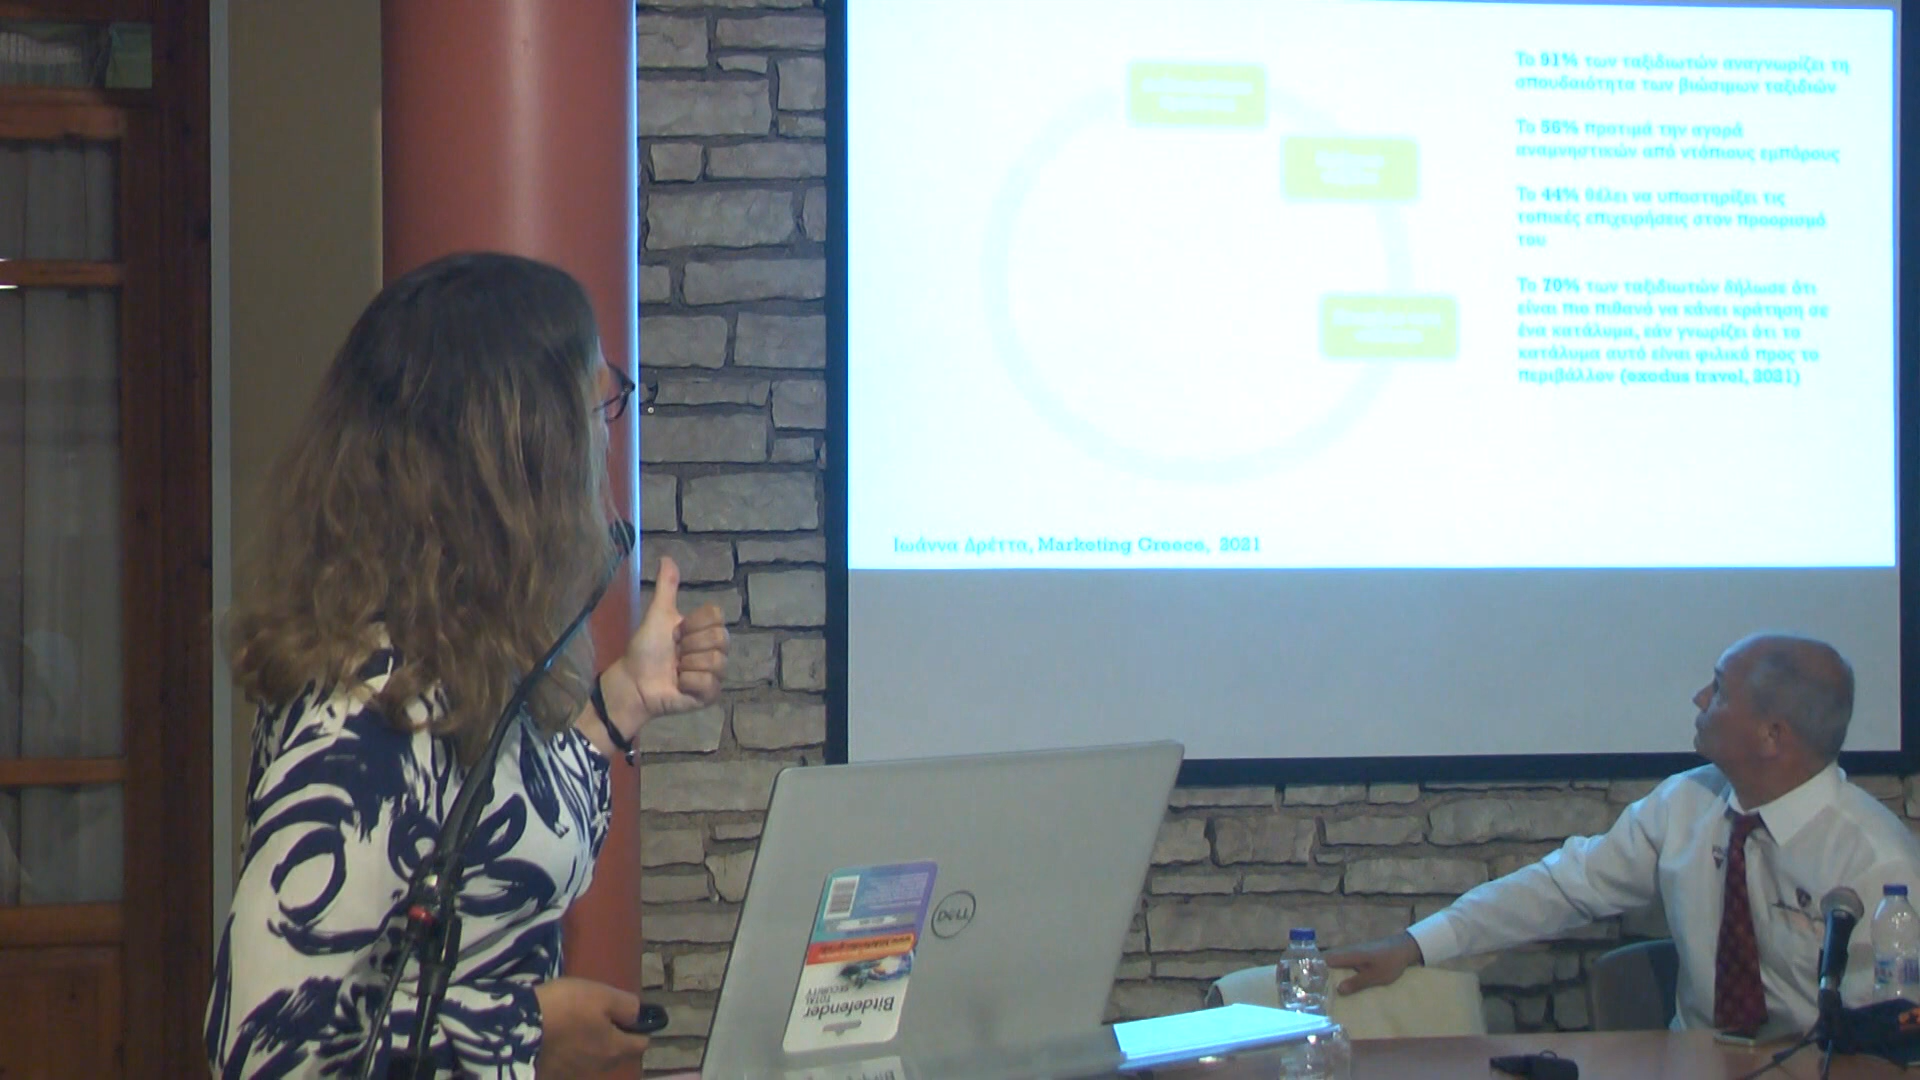 Το 91% των ταξιδιωτών αναγνωρίζει τη
σπουδαιότητα των βιώσιμων ταξιδιών
Το 56% προτιμά την αγορά
αναμνηστικών από ντόπιους εμπόρους
Το 44% θέλει να υποστηρίξει τις
τοπικές επιχειρήσεις στον προορισμό
του
Το 70% των ταξιδιωτών δήλωσε ότι
είναι πιο πιθανό να κάνει κράτηση σε
ένα κατάλυμα, εάν γνωρίζει ότι το
κατάλυμα αυτό είναι φιλικό προς το
περιβάλλον (exodus travel, 2021)
Ιωάννα Δρέττα, Marketing Greece, 2021
DELL
Bitdefender
TOTAL
SECURITY